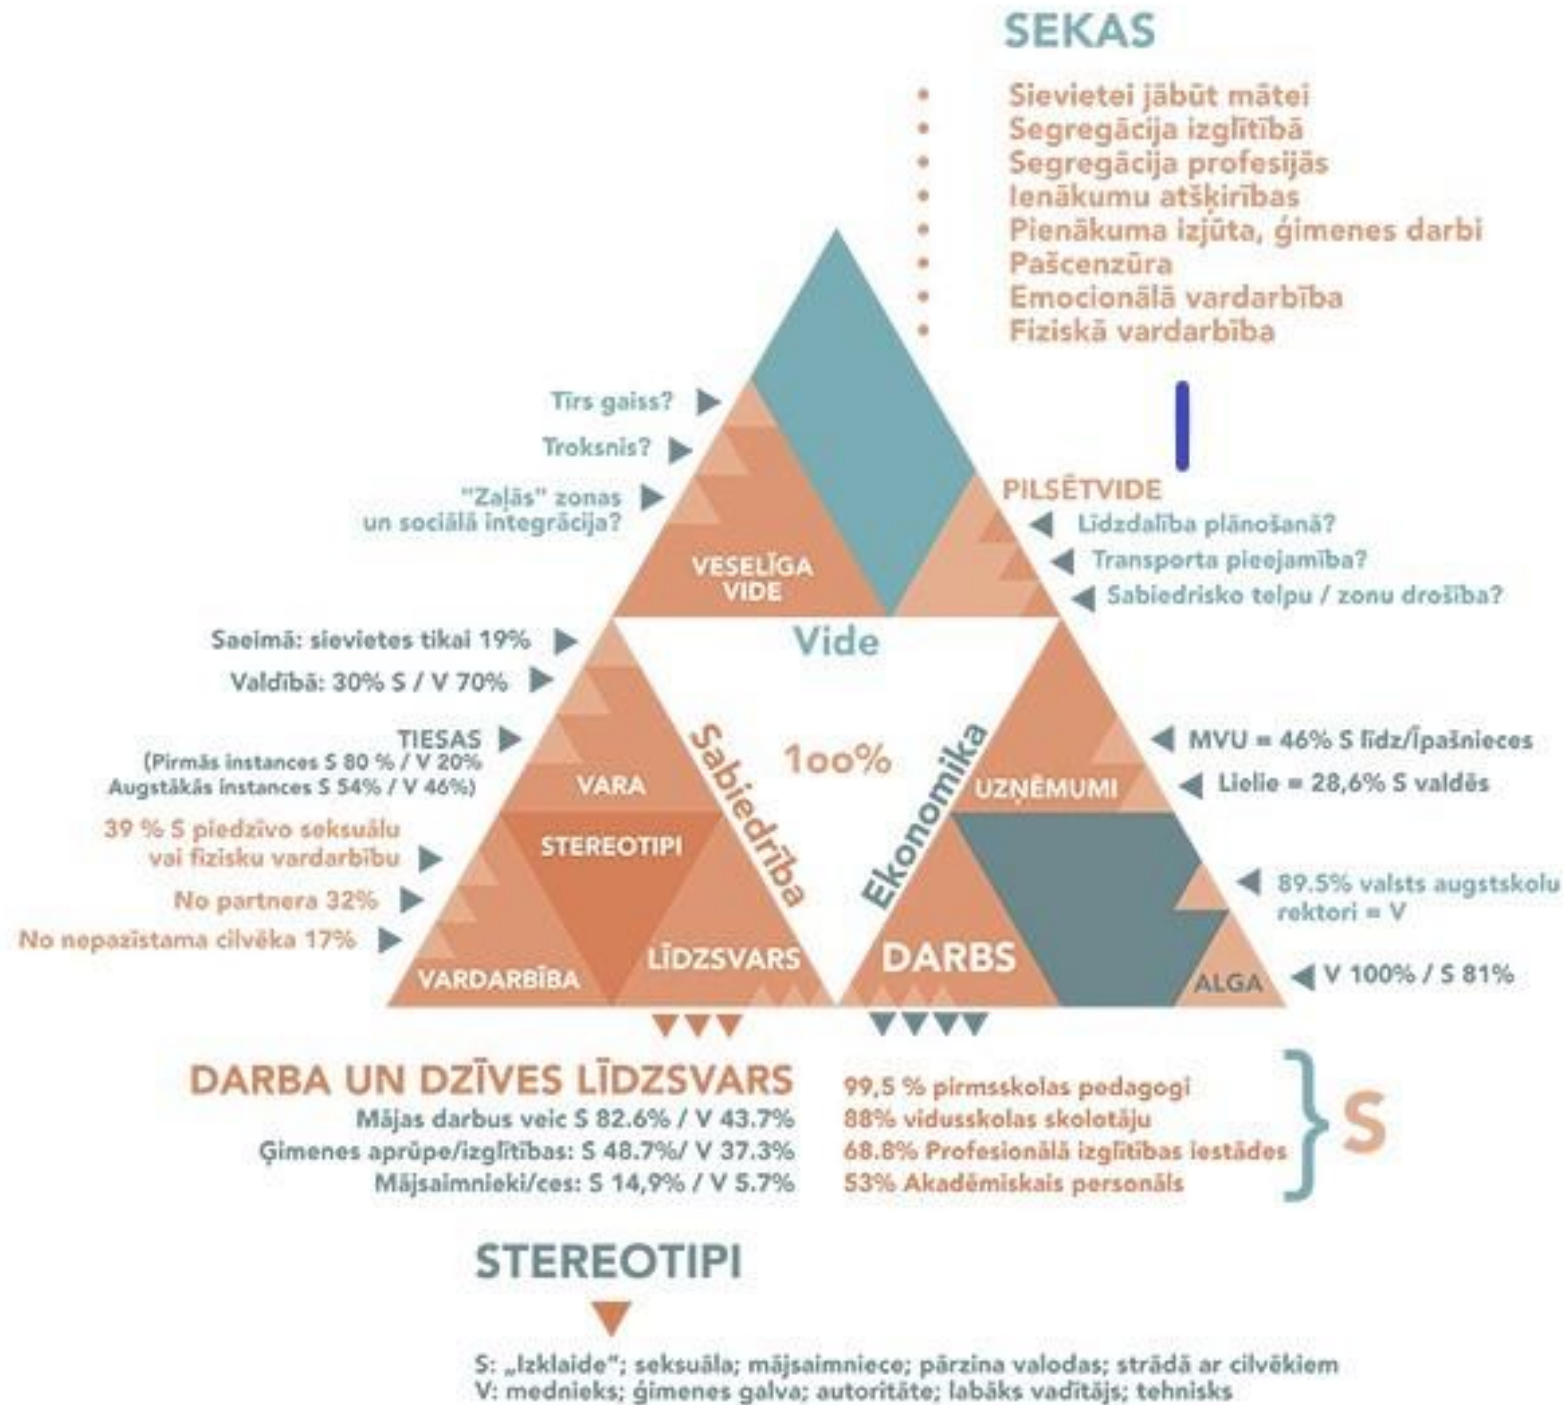 SEKAS
• Sievietei jābūt mātei
• Segregācija izglītībā
• Segregācija profesijās
• Ienākumu atšķirības
• Pienākuma izjūta, ģimenes darbi
• Pašcenzūra
• Emocionālā vardarbība
• Fiziskā vardarbība
Tīrs gaiss?
Troksnis?
"Zaļās" zonas
un sociālā integrācija?
VESELĪGA
VIDE
PILSĒTVIDE
Līdzdalība plānošanā?
Transporta pieejamība?
Sabiedrisko telpu / zonu drošība?
Vide
Sabiedrība
100%
Ekonomika
Saeimā: sievietes tikai 19%
Valdībā: 30% S / V 70%
TIESAS
(Pirmās instances S 80 % / V 20%
Augstākās instances S 54% / V 46%)
VARA
39 % S piedzīvo seksuālu
vai fizisku vardarbību
No partnera 32%
No nepazīstama cilvēka 17%
STEREOTIPI
VARDARBĪBA
LĪDZSVARS
UZŅĒMUMI
MVU = 46% S līdz/Īpašnieces
Lielie = 28,6% S valdēs
89.5% valsts augstskolu
rektori = V
DARBS
ALGA
V 100% / S 81%
DARBA UN DZĪVES LĪDZSVARS
Mājas darbus veic S 82.6% / V 43.7%
Ģimenes aprūpe/izglītības: S 48.7%/ V 37.3%
Mājsaimnieki/ces: S 14,9% / V 5.7%
99,5 % pirmsskolas pedagogi
88% vidusskolas skolotāju
68.8% Profesionālā izglītības iestādes
53% Akadēmiskais personāls
} S
STEREOTIPI
S: „Izklaide"; seksuāla; mājsaimniece; pārzina valodas; strādā ar cilvēkiem
V: mednieks; ģimenes galva; autoritāte; labāks vadītājs; tehnisks